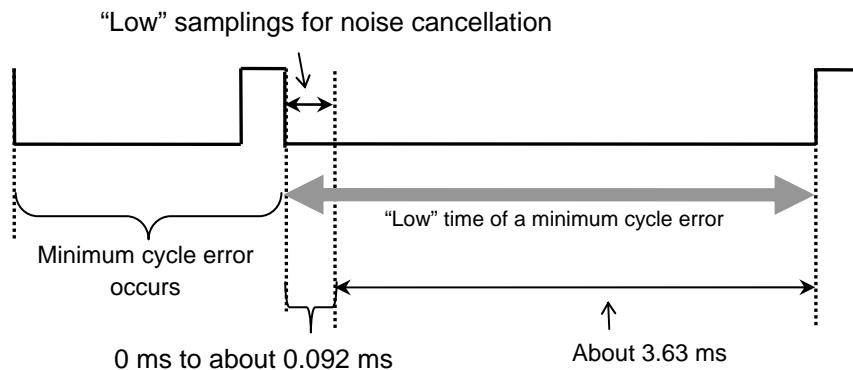 “Low” samplings for noise cancellation
“Low” time of a minimum cycle error
Minimum cycle error
occurs
0 ms to about 0.092 ms
About 3.63 ms